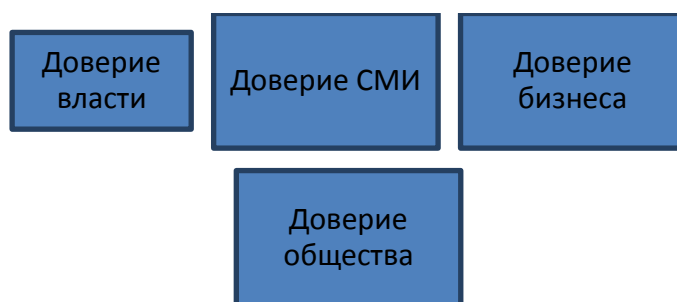 Доверие
власти
Доверие СМИ
Доверие
бизнеса
Доверие
общества